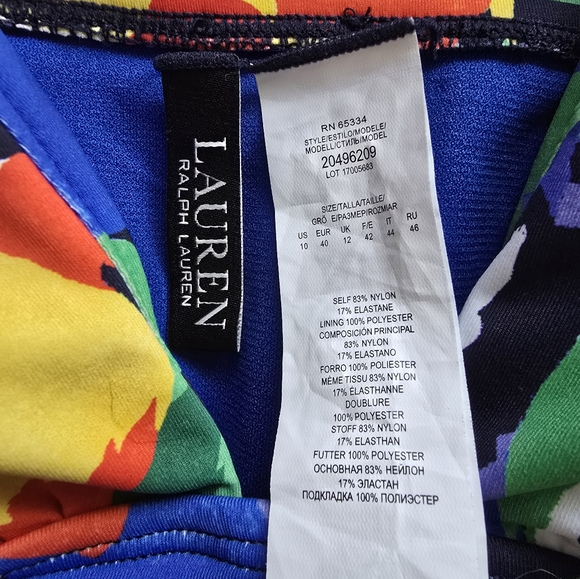 LAUREN
RALPH LAUREN
RN 65334
STYLE/ESTILO/MODELE/
MODELL/СТИЛЬ/MODEL
20496209
LOT 17005683
SIZE/TALLA/TAILLE/
GRÖ E/РАЗМЕР/ROZMIAR
US EUR UK F/E IT RU
10 40 12 42 44 46
SELF 83% NYLON
17% ELASTANE
LINING 100% POLYESTER
COMPOSICIÓN PRINCIPAL
83% NYLON
17% ELASTANO
FORRO 100% POLIESTER
MÊME TISSU 83% NYLON
17% ÉLASTHANNE
DOUBLURE
100% POLYESTER
STOFF 83% NYLON
17% ELASTHAN
FUTTER 100% POLYESTER
ОСНОВНАЯ 83% НЕЙЛОН
17% ЭЛАСТАН
ПОДКЛАДКА 100% ПОЛИЭСТЕР